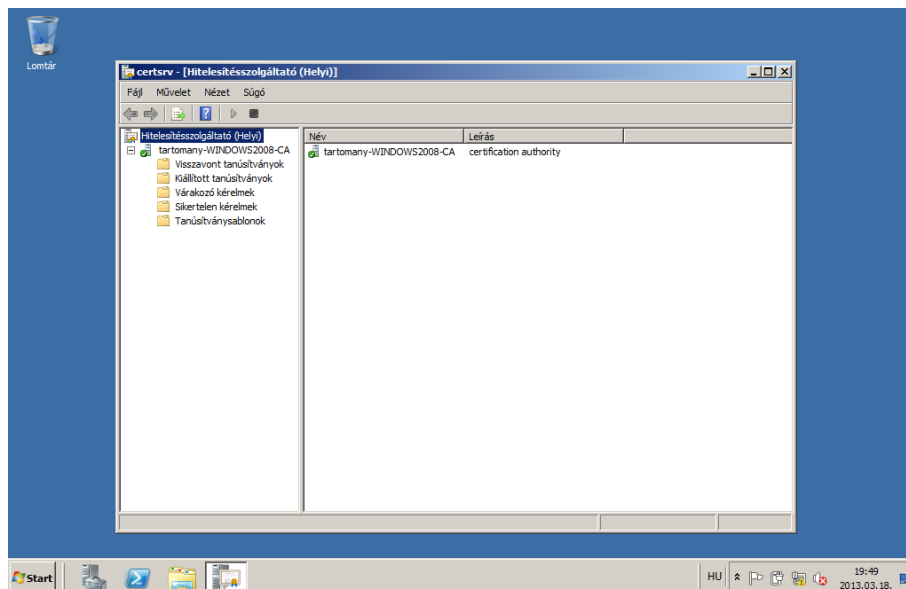 Lomtár
certsrv - [Hitelesítésszolgáltató (Helyi)]
Fájl Művelet Nézet Súgó
Hitelesítésszolgáltató (Helyi)
tartomany-WINDOWS2008-CA
Visszavont tanúsítványok
Kiállított tanúsítványok
Várakozó kérelmek
Sikertelen kérelmek
Tanúsítványsablonok
Név Leírás
tartomany-WINDOWS2008-CA certification authority
Start
HU
19:49
2013.03.18.